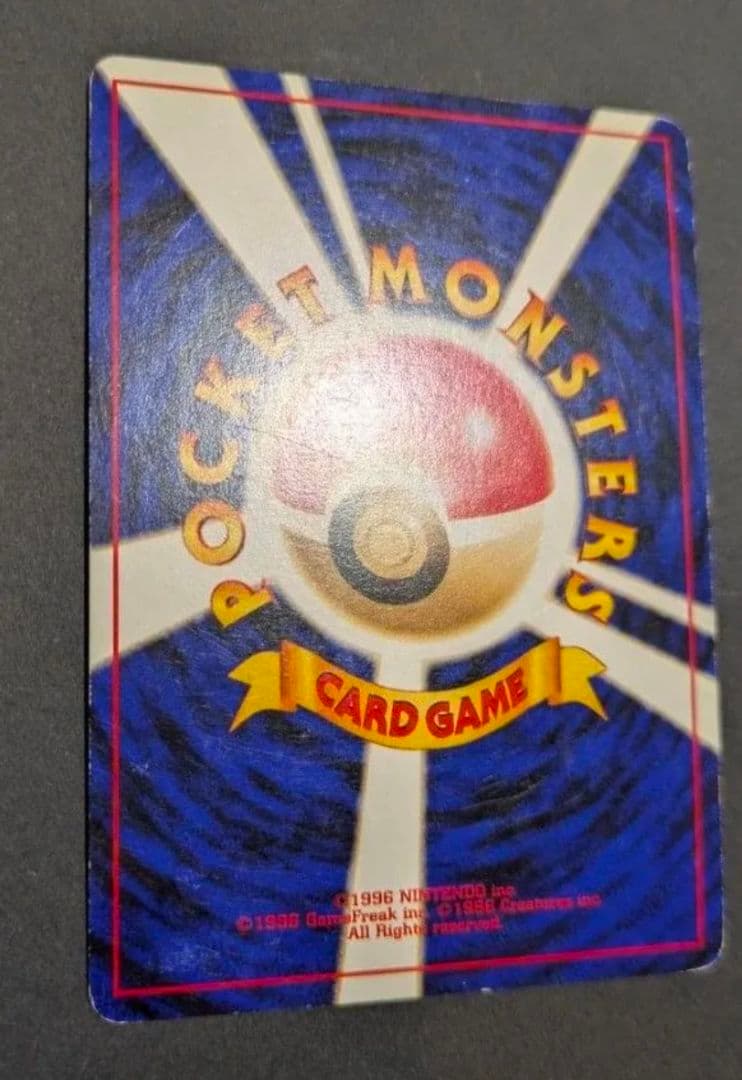 POCKET MONSTERS
CARD GAME
©1996 NINTENDO inc.
©1996 GameFreak inc. ©1996 Creatures inc.
All Rights reserved.